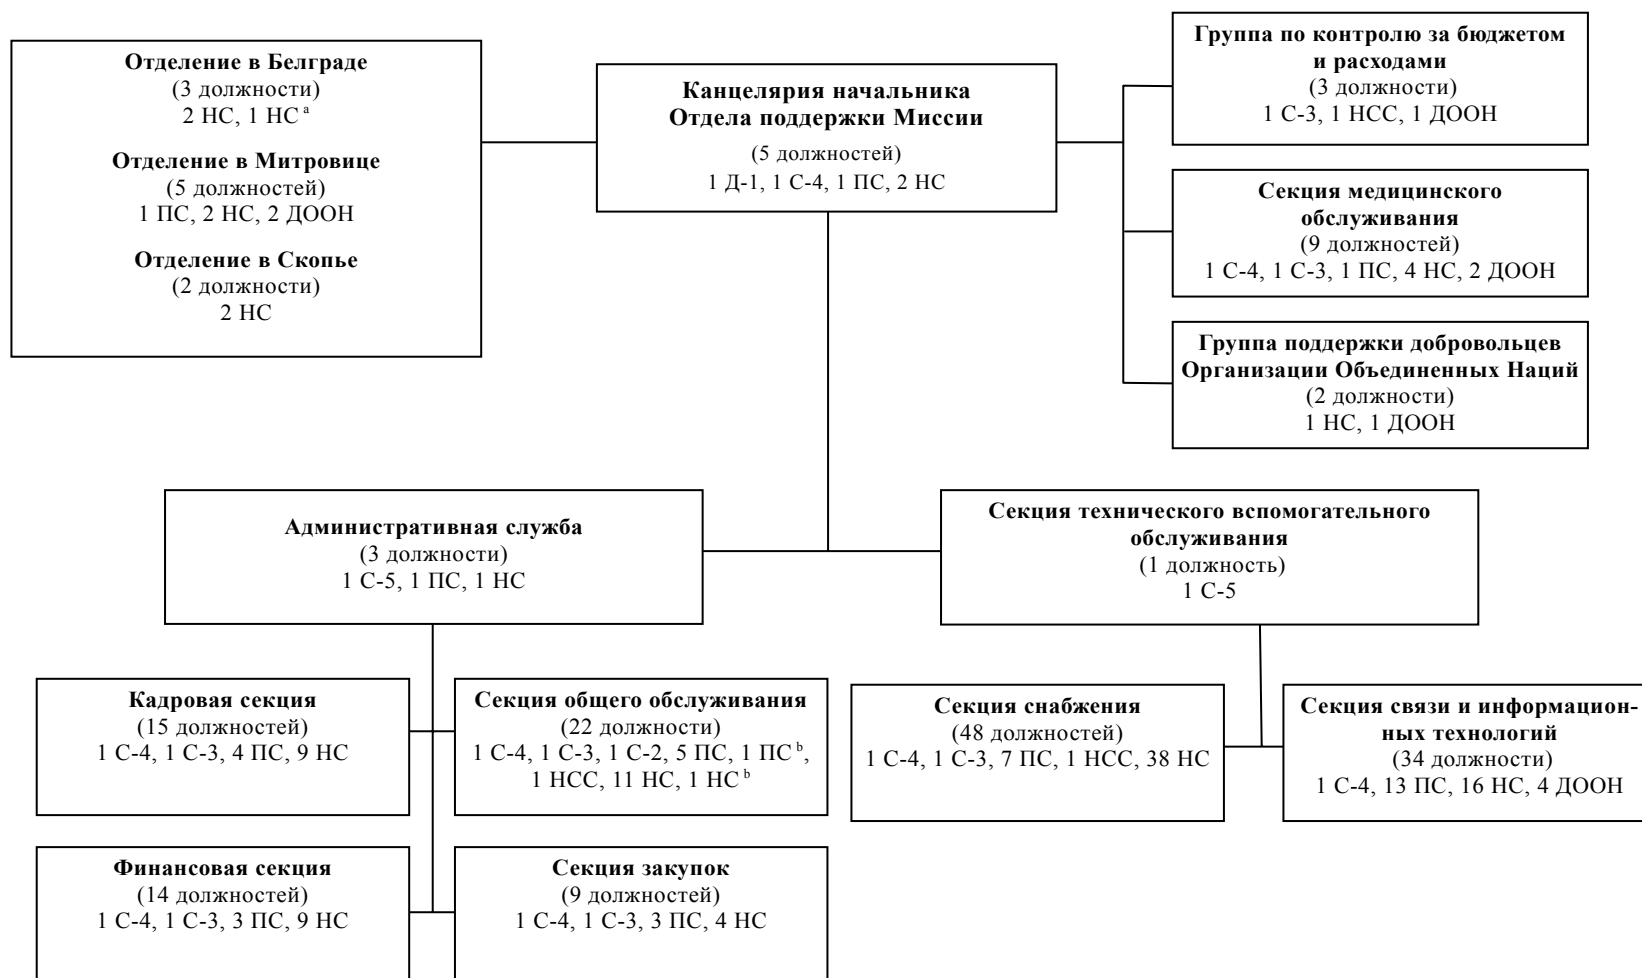 Отделение в Белграде
(3 должности)
2 НС, 1 НС ᵃ
Отделение в Митровице
(5 должностей)
1 ПС, 2 НС, 2 ДООН
Отделение в Скопье
(2 должности)
2 НС
Канцелярия начальника
Отдела поддержки Миссии
(5 должностей)
1 Д-1, 1 С-4, 1 ПС, 2 НС
Группа по контролю за бюджетом
и расходами
(3 должности)
1 С-3, 1 НСС, 1 ДООН
Секция медицинского
обслуживания
(9 должностей)
1 С-4, 1 С-3, 1 ПС, 4 НС, 2 ДООН
Группа поддержки добровольцев
Организации Объединенных Наций
(2 должности)
1 НС, 1 ДООН
Административная служба
(3 должности)
1 С-5, 1 ПС, 1 НС
Секция технического вспомогательного
обслуживания
(1 должность)
1 С-5
Кадровая секция
(15 должностей)
1 С-4, 1 С-3, 4 ПС, 9 НС
Секция общего обслуживания
(22 должности)
1 С-4, 1 С-3, 1 С-2, 5 ПС, 1 ПС ᵇ,
1 НСС, 11 НС, 1 НС ᵇ
Секция снабжения
(48 должностей)
1 С-4, 1 С-3, 7 ПС, 1 НСС, 38 НС
Секция связи и информацион-
ных технологий
(34 должности)
1 С-4, 13 ПС, 16 НС, 4 ДООН
Финансовая секция
(14 должностей)
1 С-4, 1 С-3, 3 ПС, 9 НС
Секция закупок
(9 должностей)
1 С-4, 1 С-3, 3 ПС, 4 НС